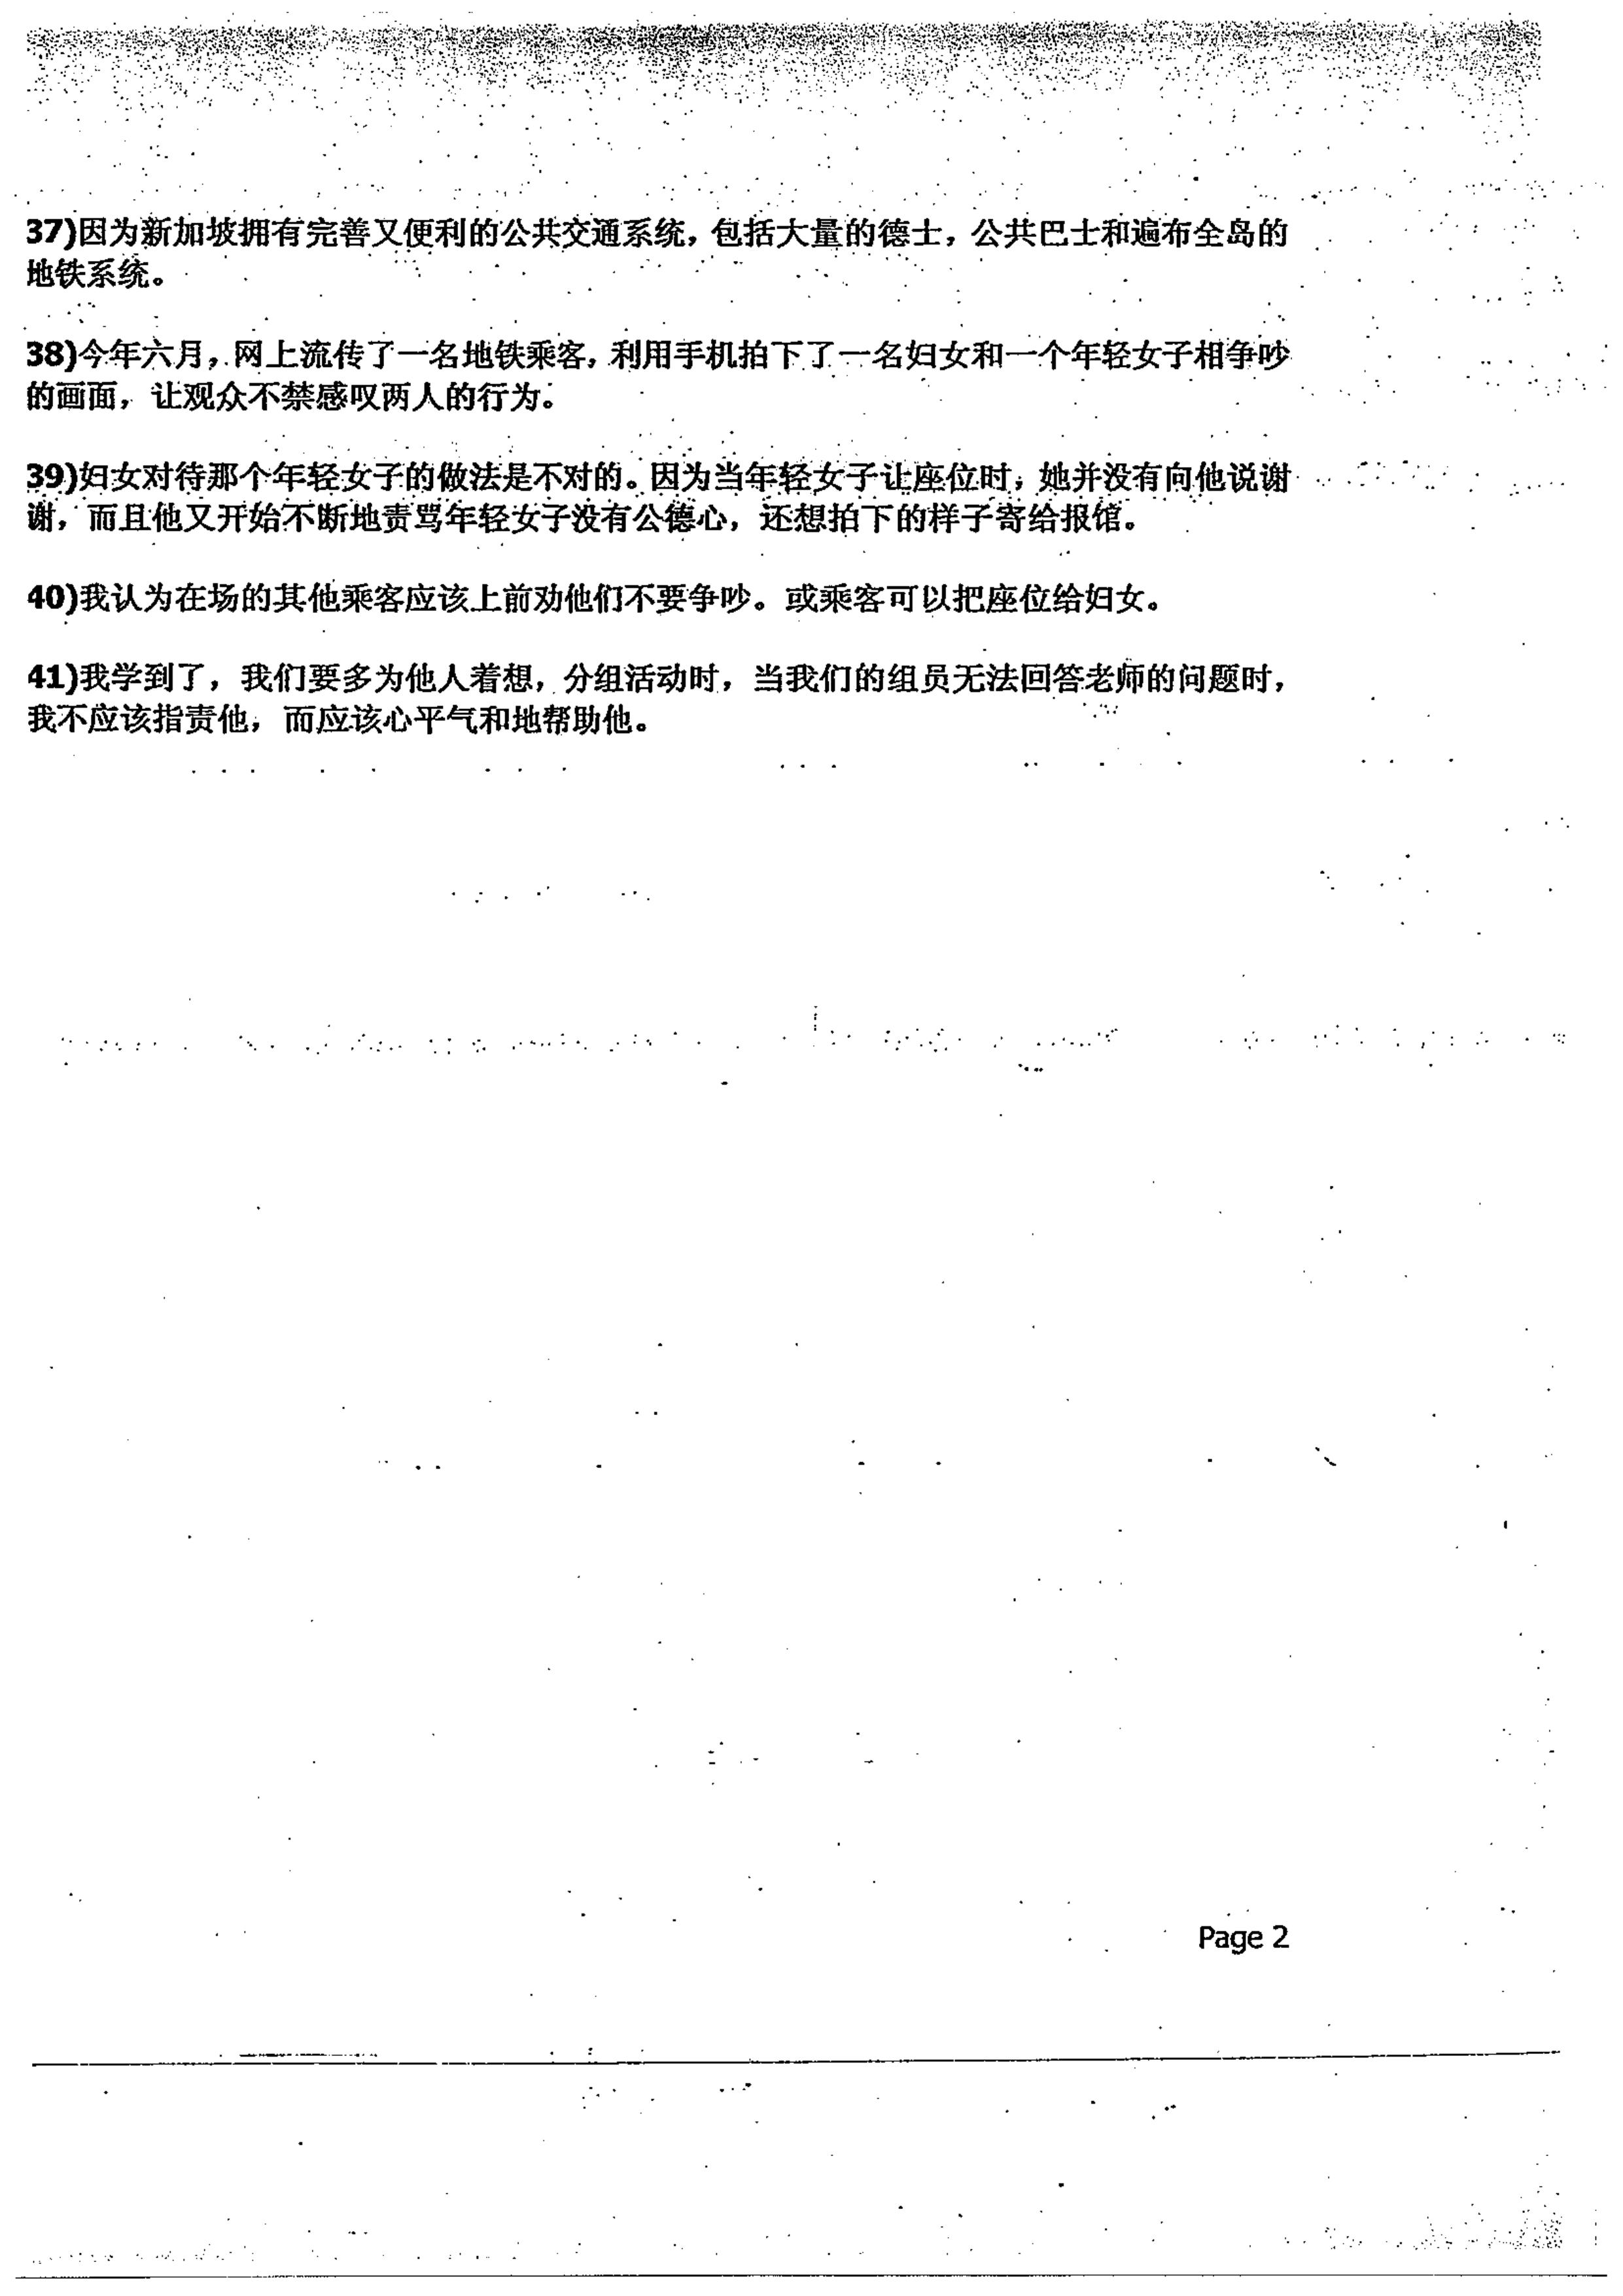 37)因为新加坡拥有完善又便利的公共交通系统，包括大量的德士，公共巴士和遍布全岛的
地铁系统。
38)今年六月，网上流传了一名地铁乘客，利用手机拍下了一名妇女和一个年轻女子相争吵
的画面，让观众不禁感叹两人的行为。
39)妇女对待那个年轻女子的做法是不对的。因为当年轻女子让座位时，她并没有向他说谢
谢，而且他又开始不断地责骂年轻女子没有公德心，还想拍下的样子寄给报馆。
40)我认为在场的其他乘客应该上前劝他们不要争吵。或乘客可以把座位给妇女。
41)我学到了，我们要多为他人着想，分组活动时，当我们的组员无法回答老师的问题时，
我不应该指责他，而应该心平气和地帮助他。
Page 2